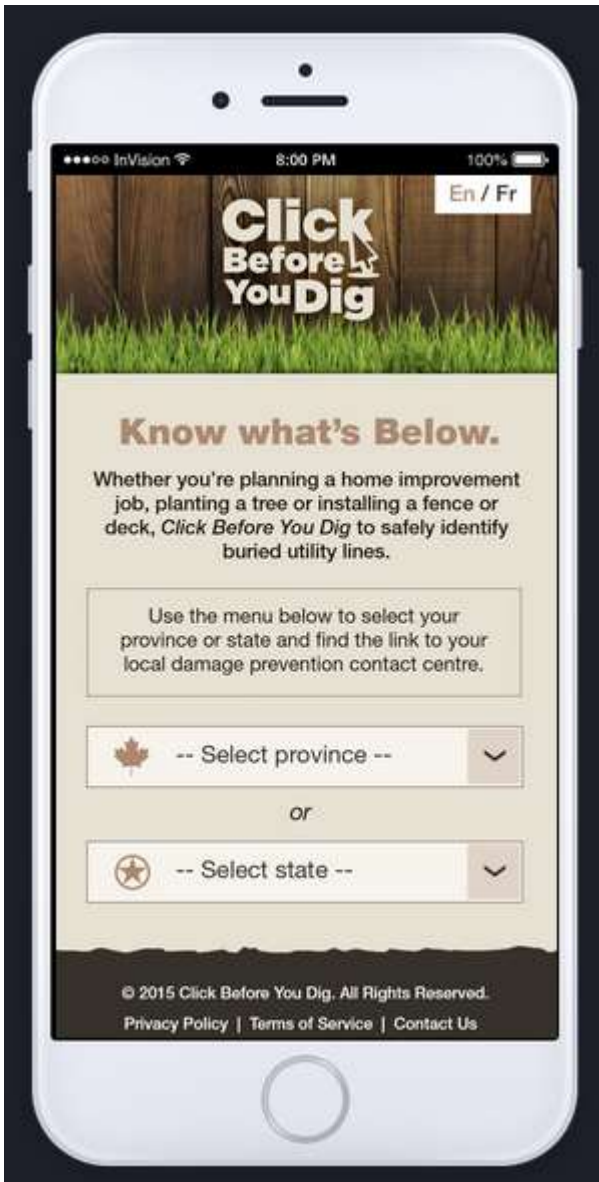 InVision 8:00 PM 100%
En / Fr
Click
Before
You Dig
Know what's Below.
Whether you're planning a home improvement
job, planting a tree or installing a fence or
deck, Click Before You Dig to safely identify
buried utility lines.
Use the menu below to select your
province or state and find the link to your
local damage prevention contact centre.
-- Select province --
or
-- Select state --
© 2015 Click Before You Dig. All Rights Reserved.
Privacy Policy | Terms of Service | Contact Us